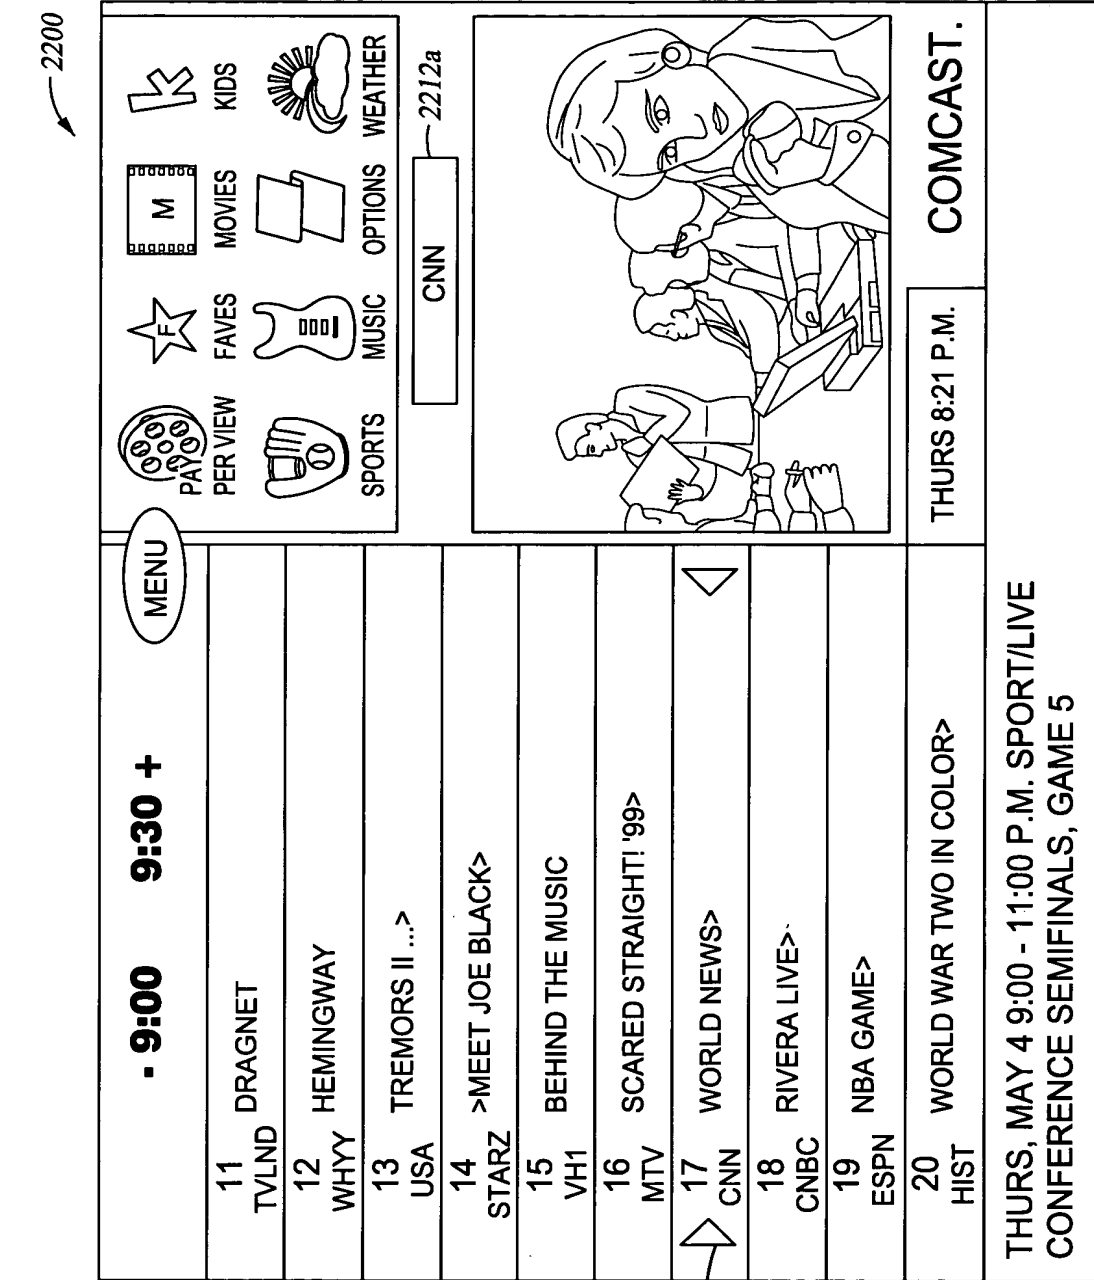 2200
- 9:00 9:30 +
MENU
11 DRAGNET
TVLND
12 HEMINGWAY
WHYY
13 TREMORS II ...>
USA
14 >MEET JOE BLACK>
STARZ
15 BEHIND THE MUSIC
VH1
16 SCARED STRAIGHT! '99>
MTV
17 WORLD NEWS>
CNN
18 RIVERA LIVE>
CNBC
19 NBA GAME>
ESPN
20 WORLD WAR TWO IN COLOR>
HIST
F M K
PAY
PER VIEW FAVES MOVIES KIDS
SPORTS MUSIC OPTIONS WEATHER
CNN
2212a
THURS 8:21 P.M.
COMCAST.
THURS, MAY 4 9:00 - 11:00 P.M. SPORT/LIVE
CONFERENCE SEMIFINALS, GAME 5